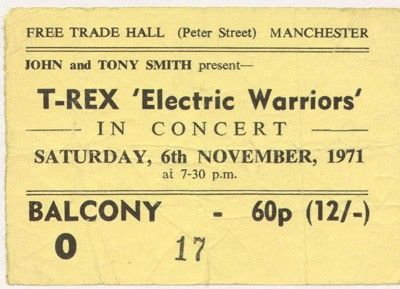 FREE TRADE HALL (Peter Street) MANCHESTER
JOHN and TONY SMITH present—
T-REX 'Electric Warriors'
IN CONCERT
SATURDAY, 6th NOVEMBER, 1971
at 7-30 p.m.
BALCONY - 60p (12/-)
O 17